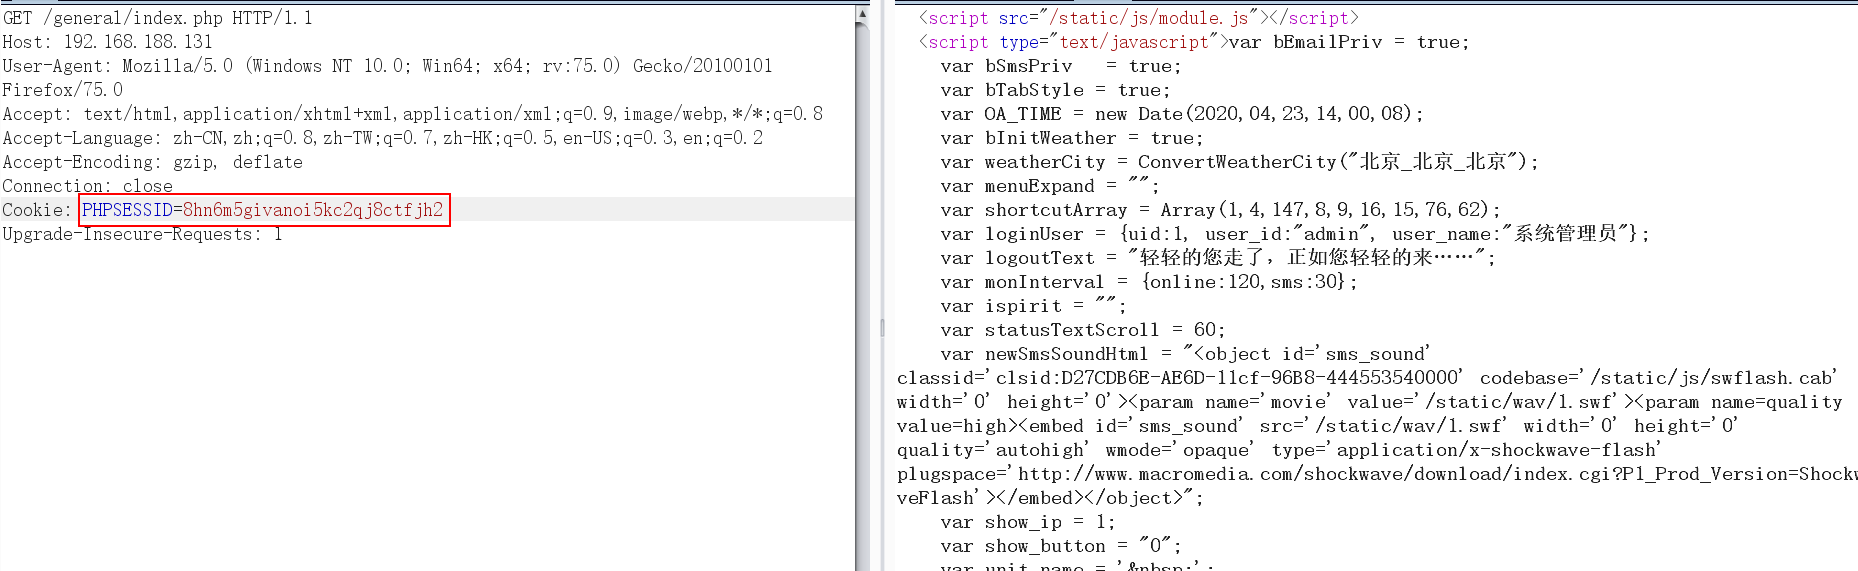 GET /general/index.php HTTP/1.1
Host: 192.168.188.131
User-Agent: Mozilla/5.0 (Windows NT 10.0; Win64; x64; rv:75.0) Gecko/20100101
Firefox/75.0
Accept: text/html,application/xhtml+xml,application/xml;q=0.9,image/webp,*/*;q=0.8
Accept-Language: zh-CN,zh;q=0.8,zh-TW;q=0.7,zh-HK;q=0.5,en-US;q=0.3,en;q=0.2
Accept-Encoding: gzip, deflate
Connection: close
Cookie: PHPSESSID=8hn6m5givanoi5kc2qj8ctfjh2
Upgrade-Insecure-Requests: 1
<script src="/static/js/module.js"></script>
<script type="text/javascript">var bEmailPriv = true;
var bSmsPriv   = true;
var bTabStyle = true;
var OA_TIME = new Date(2020,04,23,14,00,08);
var bInitWeather = true;
var weatherCity = ConvertWeatherCity("北京_北京_北京");
var menuExpand = "";
var shortcutArray = Array(1,4,147,8,9,16,15,76,62);
var loginUser = {uid:1, user_id:"admin", user_name:"系统管理员"};
var logoutText = "轻轻的您走了，正如您轻轻的来……";
var monInterval = {online:120,sms:30};
var ispirit = "";
var statusTextScroll = 60;
var newSmsSoundHtml = "<object id='sms_sound'
classid='clsid:D27CDB6E-AE6D-11cf-96B8-444553540000' codebase='/static/js/swflash.cab'
width='0' height='0'><param name='movie' value='/static/wav/1.swf'><param name=quality
value=high><embed id='sms_sound' src='/static/wav/1.swf' width='0' height='0'
quality='autohigh' wmode='opaque' type='application/x-shockwave-flash'
plugspace='http://www.macromedia.com/shockwave/download/index.cgi?P1_Prod_Version=Shockw
veFlash'></embed></object>";
var show_ip = 1;
var show_button = "0";
var unit_name = '&nbsp;';